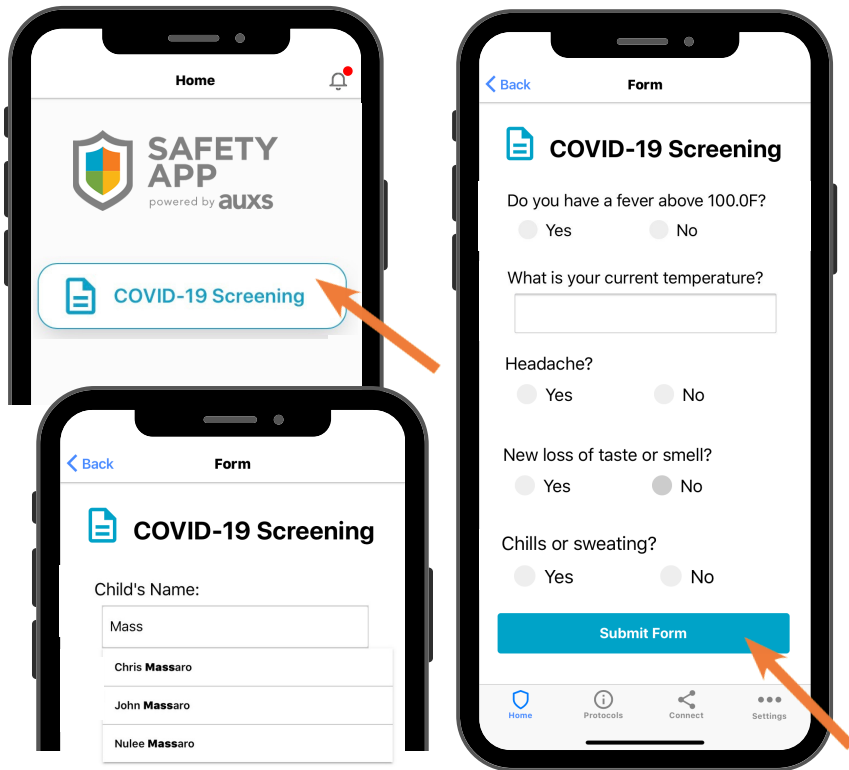 Home
SAFETY
APP
powered by auxs
COVID-19 Screening
Back
Form
COVID-19 Screening
Child's Name:
Mass
Chris Massaro
John Massaro
Nulee Massaro
Back
Form
COVID-19 Screening
Do you have a fever above 100.0F?
Yes No
What is your current temperature?
Headache?
Yes No
New loss of taste or smell?
Yes No
Chills or sweating?
Yes No
Submit Form
Home Protocols Connect Settings